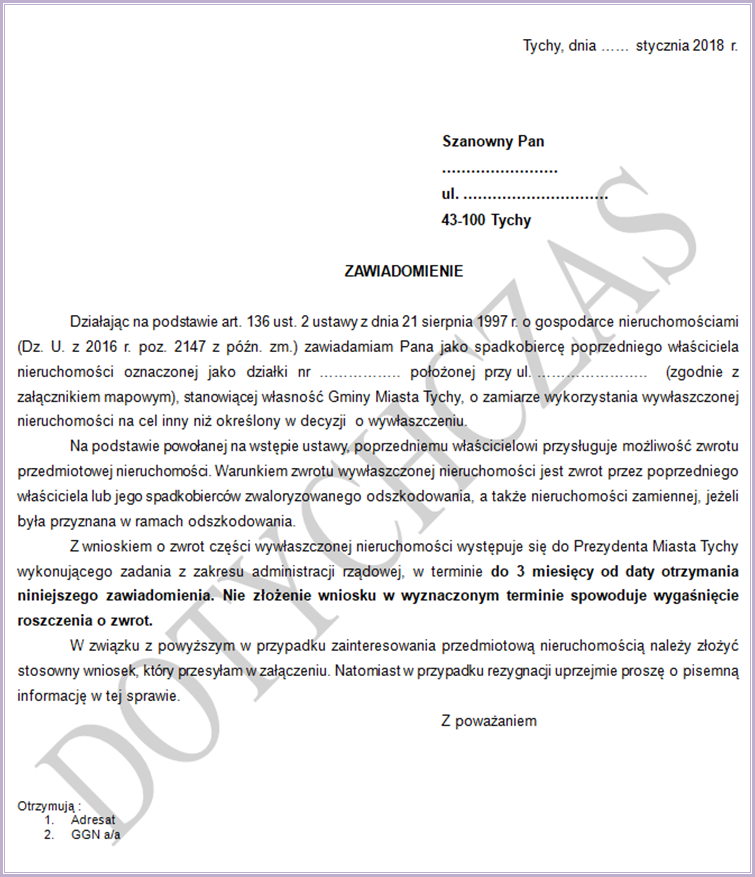 Tychy, dnia …… stycznia 2018 r.
Szanowny Pan
……………………
ul. …………………………
43-100 Tychy
ZAWIADOMIENIE
Działając na podstawie art. 136 ust. 2 ustawy z dnia 21 sierpnia 1997 r. o gospodarce nieruchomościami
(Dz. U. z 2016 r. poz. 2147 z późn. zm.) zawiadamiam Pana jako spadkobiercę poprzedniego właściciela
nieruchomości oznaczonej jako działki nr …………….. położonej przy ul. ………………….. (zgodnie z
załącznikiem mapowym), stanowiącej własność Gminy Miasta Tychy, o zamiarze wykorzystania wywłaszczonej
nieruchomości na cel inny niż określony w decyzji o wywłaszczeniu.
Na podstawie powołanej na wstępie ustawy, poprzedniemu właścicielowi przysługuje możliwość zwrotu
przedmiotowej nieruchomości. Warunkiem zwrotu wywłaszczonej nieruchomości jest zwrot przez poprzedniego
właściciela lub jego spadkobierców zwaloryzowanego odszkodowania, a także nieruchomości zamiennej, jeżeli
była przyznana w ramach odszkodowania.
Z wnioskiem o zwrot części wywłaszczonej nieruchomości występuje się do Prezydenta Miasta Tychy
wykonującego zadania z zakresu administracji rządowej, w terminie do 3 miesięcy od daty otrzymania
niniejszego zawiadomienia. Nie złożenie wniosku w wyznaczonym terminie spowoduje wygaśnięcie
roszczenia o zwrot.
W związku z powyższym w przypadku zainteresowania przedmiotową nieruchomością należy złożyć
stosowny wniosek, który przesyłam w załączeniu. Natomiast w przypadku rezygnacji uprzejmie proszę o pisemną
informację w tej sprawie.
Z poważaniem
Otrzymują :
1. Adresat
2. GGN a/a
DOTYCHCZAS